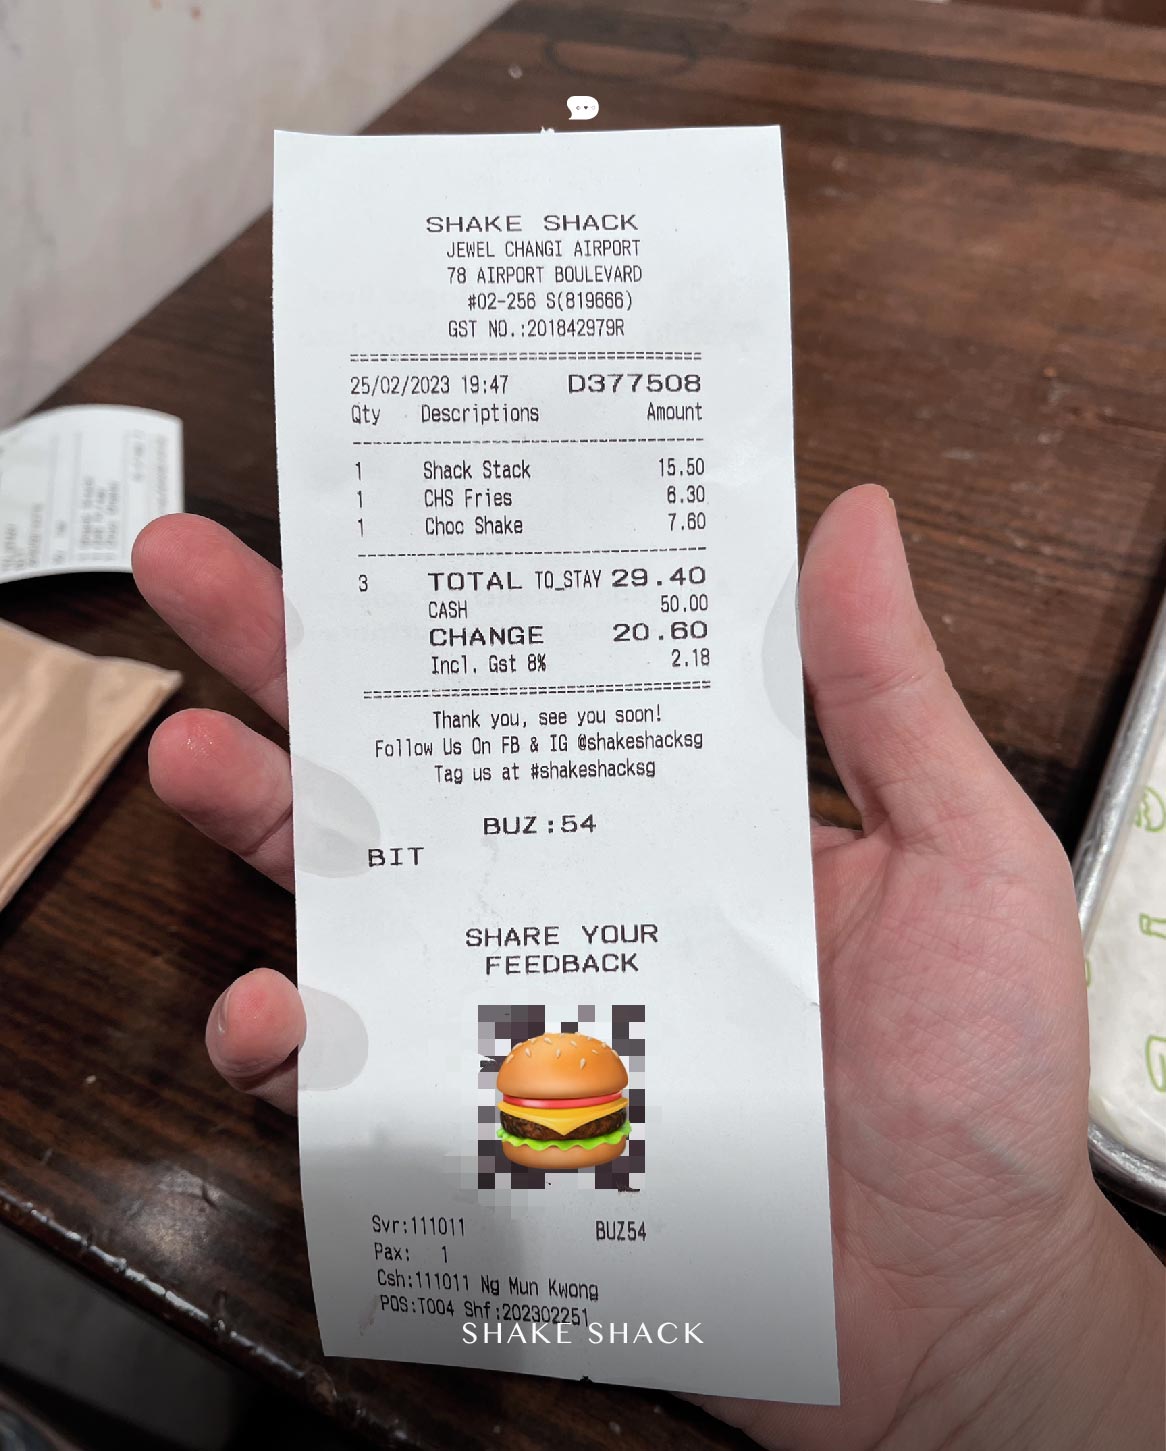 SHAKE SHACK
JEWEL CHANGI AIRPORT
78 AIRPORT BOULEVARD
#02-256 S(819666)
GST NO.:201842979R
25/02/2023 19:47 D377508
Qty Descriptions Amount
1 Shack Stack 15.50
1 CHS Fries 6.30
1 Choc Shake 7.60
3 TOTAL TO_STAY 29.40
CASH 50.00
CHANGE 20.60
Incl. Gst 8% 2.18
Thank you, see you soon!
Follow Us On FB & IG @shakeshacksg
Tag us at #shakeshacksg
BUZ:54
BIT
SHARE YOUR
FEEDBACK
Svr:111011 BUZ54
Pax: 1
Csh:111011 Ng Mun Kwong
POS:T004 Shf:202302251
SHAKE SHACK